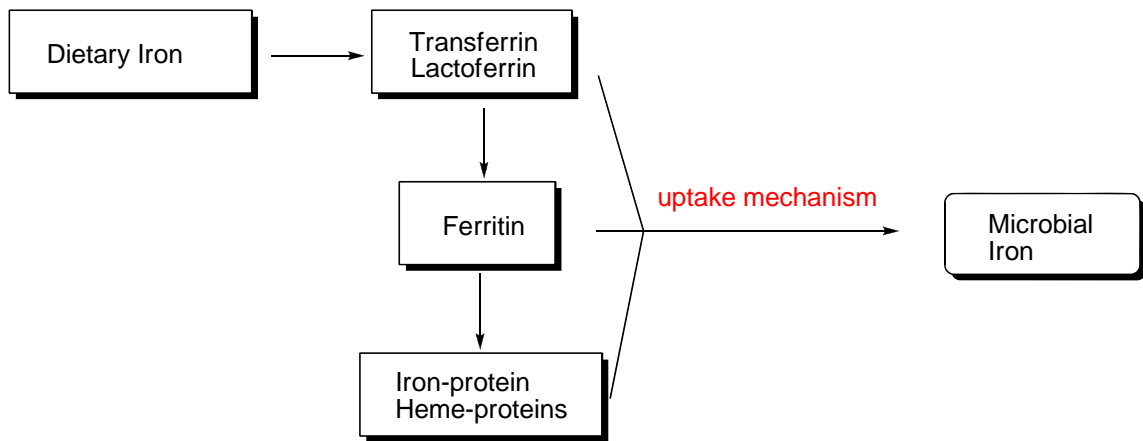 Dietary Iron
Transferrin
Lactoferrin
Ferritin
uptake mechanism
Microbial
Iron
Iron-protein
Heme-proteins